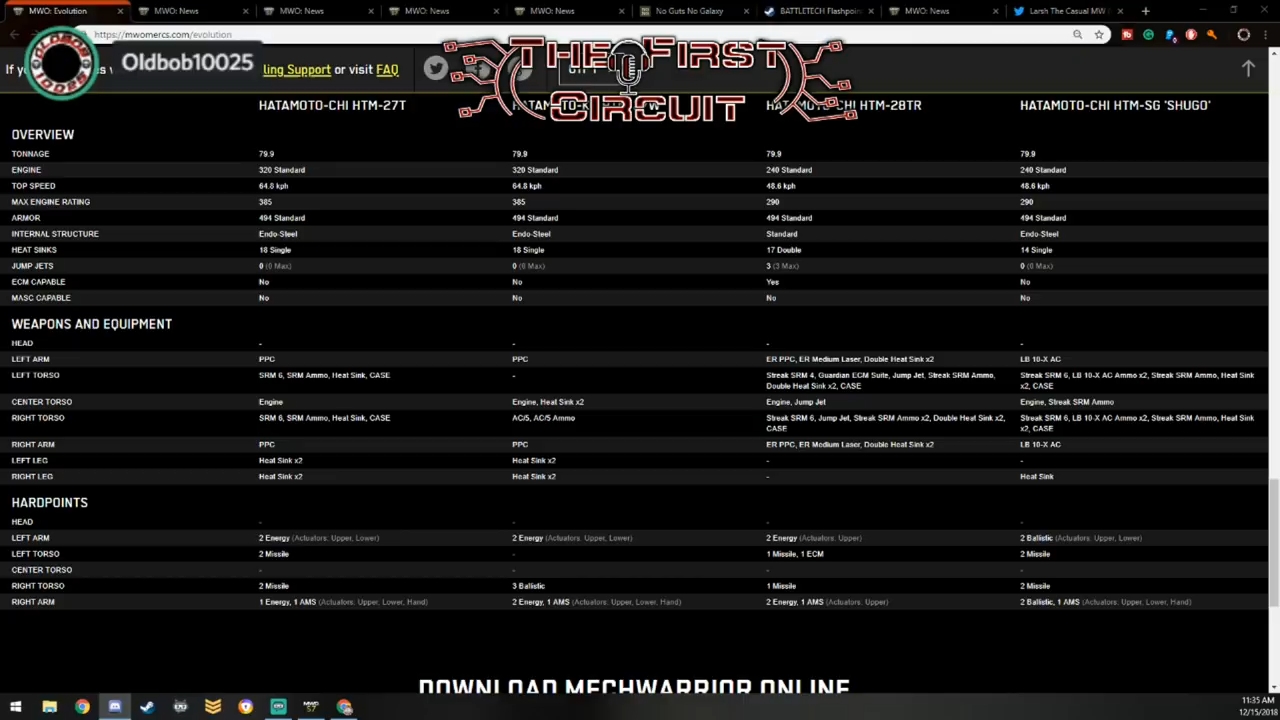 MWO: Evolution
MWO: News
MWO: News
MWO: News
MWO: News
No Guts No Galaxy
BATTLETECH Flashpoin
MWO: News
Larsh The Casual MW
https://mwomercs.com/evolution
OLDBOB
10025
Oldbob10025
If yo
ling Support or visit FAQ
THE FIRST
CIRCUIT
HATAMOTO-CHI HTM-27T
HATAMOTO-CHI HTM-28TR
HATAMOTO-CHI HTM-SG 'SHUGO'
OVERVIEW
TONNAGE 79.9 79.9 79.9 79.9
ENGINE 320 Standard 320 Standard 240 Standard 240 Standard
TOP SPEED 64.8 kph 64.8 kph 48.6 kph 48.6 kph
MAX ENGINE RATING 385 385 290 290
ARMOR 494 Standard 494 Standard 494 Standard 494 Standard
INTERNAL STRUCTURE Endo-Steel Endo-Steel Standard Endo-Steel
HEAT SINKS 18 Single 18 Single 17 Double 14 Single
JUMP JETS 0 (0 Max) 0 (0 Max) 3 (3 Max) 0 (0 Max)
ECM CAPABLE No No Yes No
MASC CAPABLE No No No No
WEAPONS AND EQUIPMENT
HEAD - - - -
LEFT ARM PPC PPC ER PPC, ER Medium Laser, Double Heat Sink x2 LB 10-X AC
LEFT TORSO SRM 6, SRM Ammo, Heat Sink, CASE - Streak SRM 4, Guardian ECM Suite, Jump Jet, Streak SRM Ammo, Streak SRM 6, LB 10-X AC Ammo x2, Streak SRM Ammo, Heat Sink
Double Heat Sink x2, CASE x2, CASE
CENTER TORSO Engine Engine, Heat Sink x2 Engine, Jump Jet Engine, Streak SRM Ammo
RIGHT TORSO SRM 6, SRM Ammo, Heat Sink, CASE AC/5, AC/5 Ammo Streak SRM 6, Jump Jet, Streak SRM Ammo x2, Double Heat Sink x2, Streak SRM 6, LB 10-X AC Ammo x2, Streak SRM Ammo, Heat Sink
CASE x2, CASE
RIGHT ARM PPC PPC ER PPC, ER Medium Laser, Double Heat Sink x2 LB 10-X AC
LEFT LEG Heat Sink x2 Heat Sink x2 - -
RIGHT LEG Heat Sink x2 Heat Sink x2 - Heat Sink
HARDPOINTS
HEAD - - - -
LEFT ARM 2 Energy (Actuators: Upper, Lower) 2 Energy (Actuators: Upper, Lower) 2 Energy (Actuators: Upper) 2 Ballistic (Actuators: Upper, Lower)
LEFT TORSO 2 Missile - 1 Missile, 1 ECM 2 Missile
CENTER TORSO - - - -
RIGHT TORSO 2 Missile 3 Ballistic 1 Missile 2 Missile
RIGHT ARM 1 Energy, 1 AMS (Actuators: Upper, Lower, Hand) 2 Energy, 1 AMS (Actuators: Upper, Lower, Hand) 2 Energy, 1 AMS (Actuators: Upper) 2 Ballistic, 1 AMS (Actuators: Upper, Lower, Hand)
DOWNLOAD MECHWARRIOR ONLINE
11:35 AM
12/15/2018